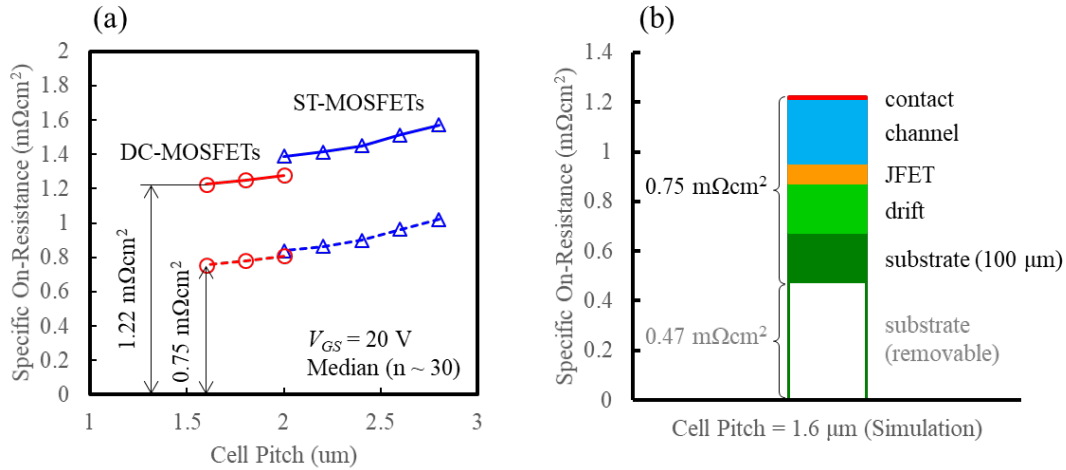 (a)
Specific On-Resistance (mΩcm²)
2
1.8
1.6
1.4
1.2
1
0.8
0.6
0.4
0.2
0
ST-MOSFETs
DC-MOSFETs
1.22 mΩcm²
0.75 mΩcm²
V_GS = 20 V
Median (n ~ 30)
1
1.5
2
2.5
3
Cell Pitch (um)
(b)
Specific On-Resistance (mΩcm²)
1.4
1.2
1
0.8
0.6
0.4
0.2
0
0.75 mΩcm²
0.47 mΩcm²
contact
channel
JFET
drift
substrate (100 μm)
substrate
(removable)
Cell Pitch = 1.6 μm (Simulation)